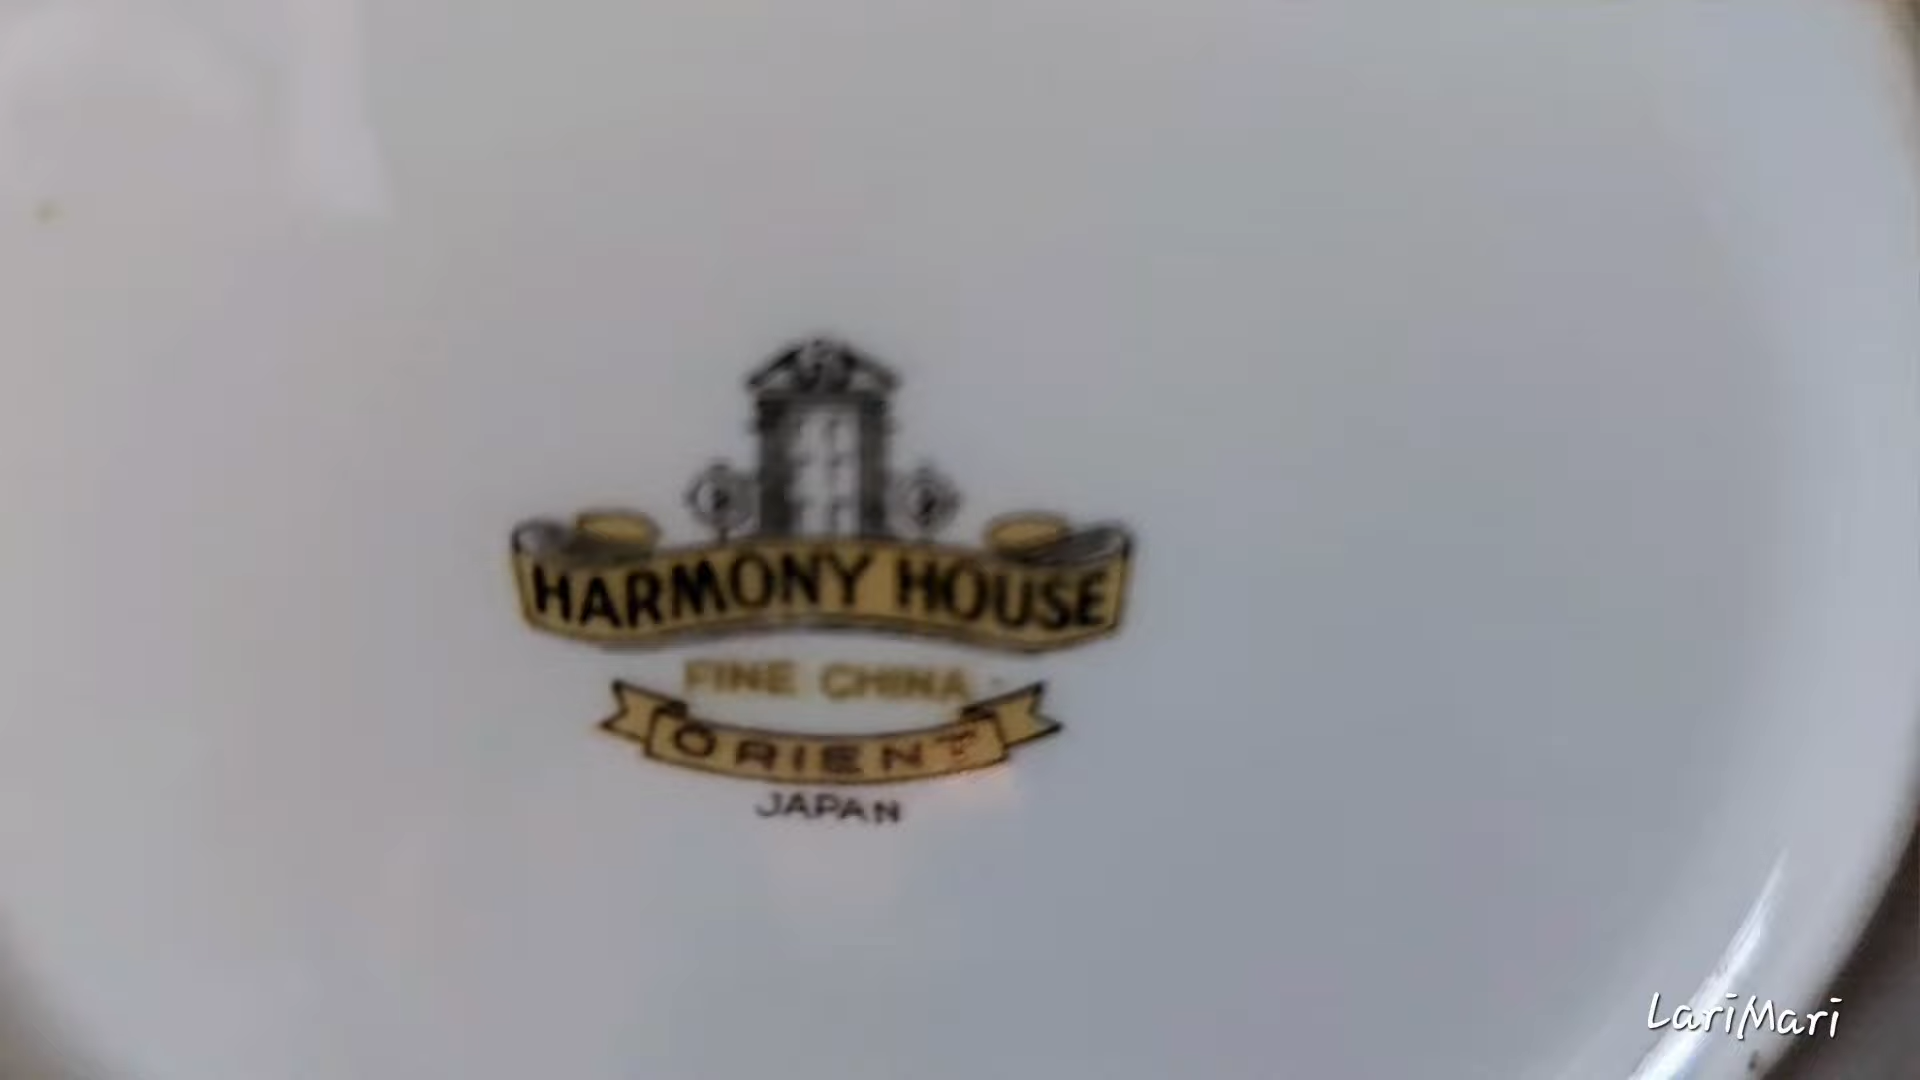 HARMONY HOUSE
FINE CHINA
ORIENT
JAPAN
LariMari